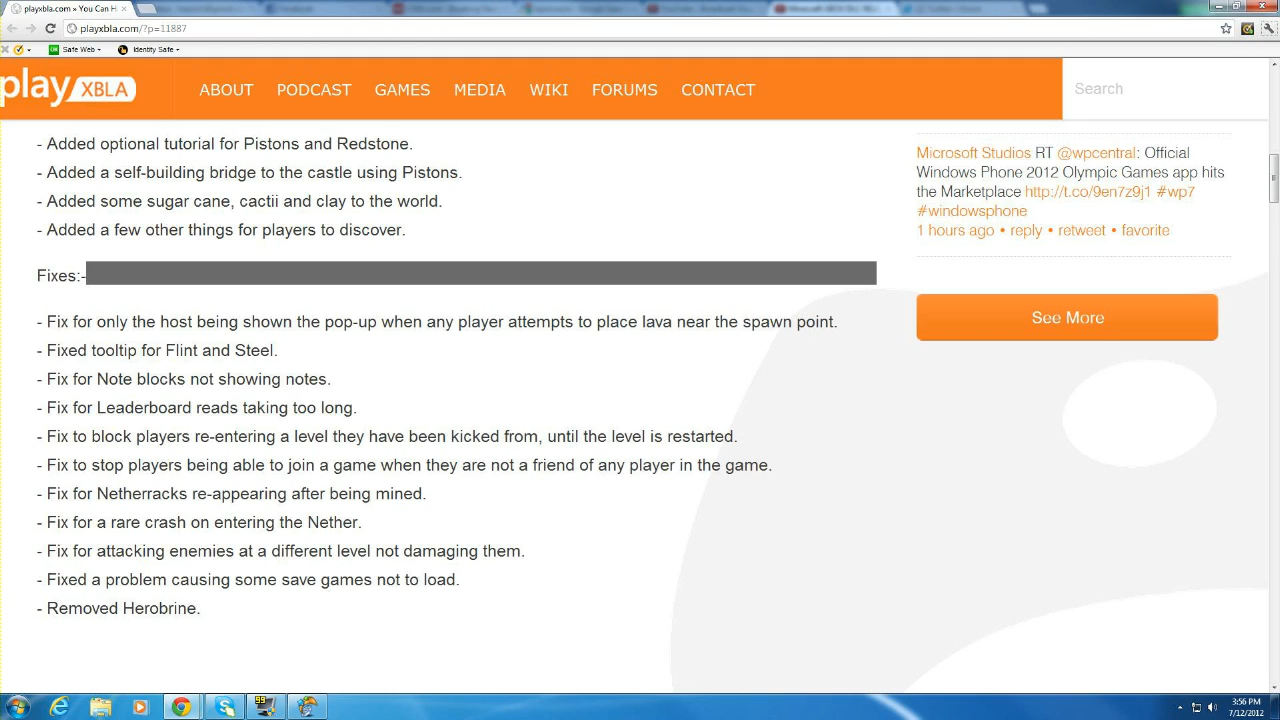 playxbla.com » You Can H
playxbla.com/?p=11887
OK Safe Web
Identity Safe
play XBLA
ABOUT PODCAST GAMES MEDIA WIKI FORUMS CONTACT
Search
- Added optional tutorial for Pistons and Redstone.
- Added a self-building bridge to the castle using Pistons.
- Added some sugar cane, cactii and clay to the world.
- Added a few other things for players to discover.
Fixes:-
- Fix for only the host being shown the pop-up when any player attempts to place lava near the spawn point.
- Fixed tooltip for Flint and Steel.
- Fix for Note blocks not showing notes.
- Fix for Leaderboard reads taking too long.
- Fix to block players re-entering a level they have been kicked from, until the level is restarted.
- Fix to stop players being able to join a game when they are not a friend of any player in the game.
- Fix for Netherracks re-appearing after being mined.
- Fix for a rare crash on entering the Nether.
- Fix for attacking enemies at a different level not damaging them.
- Fixed a problem causing some save games not to load.
- Removed Herobrine.
Microsoft Studios RT @wpcentral: Official
Windows Phone 2012 Olympic Games app hits
the Marketplace http://t.co/9en7z9j1 #wp7
#windowsphone
1 hours ago • reply • retweet • favorite
See More
99
3:56 PM
7/12/2012